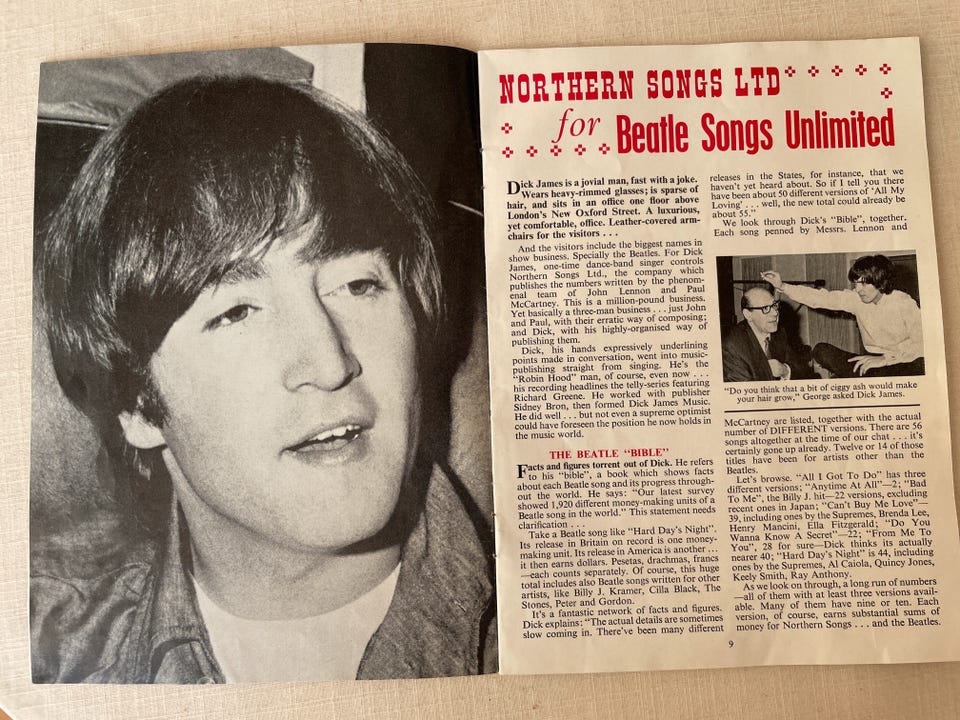 NORTHERN SONGS LTD
for Beatle Songs Unlimited
Dick James is a jovial man, fast with a joke.
Wears heavy-rimmed glasses; is sparse of
hair, and sits in an office one floor above
London's New Oxford Street. A luxurious,
yet comfortable, office. Leather-covered arm-
chairs for the visitors . . .
And the visitors include the biggest names in
show business. Specially the Beatles. For Dick
James, one-time dance-band singer controls
Northern Songs Ltd., the company which
publishes the numbers written by the phenom-
enal team of John Lennon and Paul
McCartney. This is a million-pound business.
Yet basically a three-man business . . . just John
and Paul, with their erratic way of composing;
and Dick, with his highly-organised way of
publishing them.
Dick, his hands expressively underlining
points made in conversation, went into music-
publishing straight from singing. He's the
"Robin Hood" man, of course, even now . . .
his recording headlines the telly-series featuring
Richard Greene. He worked with publisher
Sidney Bron, then formed Dick James Music.
He did well . . . but not even a supreme optimist
could have foreseen the position he now holds in
the music world.
THE BEATLE "BIBLE"
Facts and figures torrent out of Dick. He refers
to his "bible", a book which shows facts
about each Beatle song and its progress through-
out the world. He says: "Our latest survey
showed 1,920 different money-making units of a
Beatle song in the world." This statement needs
clarification . . .
Take a Beatle song like "Hard Day's Night".
Its release in Britain on record is one money-
making unit. Its release in America is another . . .
it then earns dollars. Pesetas, drachmas, francs
—each counts separately. Of course, this huge
total includes also Beatle songs written for other
artists, like Billy J. Kramer, Cilla Black, The
Stones, Peter and Gordon.
It's a fantastic network of facts and figures.
Dick explains: "The actual details are sometimes
slow coming in. There've been many different
releases in the States, for instance, that we
haven't yet heard about. So if I tell you there
have been about 50 different versions of 'All My
Loving' . . . well, the new total could already be
about 55."
We look through Dick's "Bible", together.
Each song penned by Messrs. Lennon and
"Do you think that a bit of ciggy ash would make
your hair grow," George asked Dick James.
McCartney are listed, together with the actual
number of DIFFERENT versions. There are 56
songs altogether at the time of our chat . . . it's
certainly gone up already. Twelve or 14 of those
titles have been for artists other than the
Beatles.
Let's browse. "All I Got To Do" has three
different versions; "Anytime At All"—2; "Bad
To Me", the Billy J. hit—22 versions, excluding
recent ones in Japan; "Can't Buy Me Love"—
39, including ones by the Supremes, Brenda Lee,
Henry Mancini, Ella Fitzgerald; "Do You
Wanna Know A Secret"—22; "From Me To
You", 28 for sure—Dick thinks its actually
nearer 40; "Hard Day's Night" is 44, including
ones by the Supremes, Al Caiola, Quincy Jones,
Keely Smith, Ray Anthony.
As we look on through, a long run of numbers
—all of them with at least three versions avail-
able. Many of them have nine or ten. Each
version, of course, earns substantial sums of
money for Northern Songs . . . and the Beatles.
9